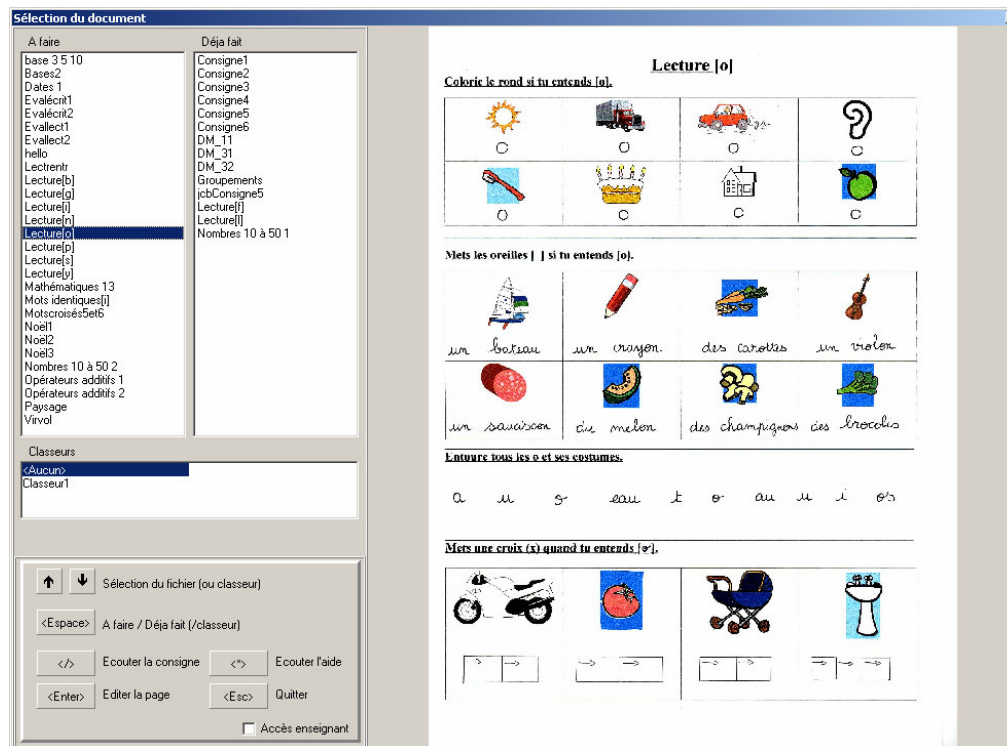 Sélection du document
A faire
base 3 5 10
Bases2
Dates 1
Evalécrit1
Evalécrit2
Evallect1
Evallect2
hello
Lectrentr
Lecture[b]
Lecture[g]
Lecture[i]
Lecture[n]
Lecture[o]
Lecture[p]
Lecture[s]
Lecture[y]
Mathématiques 13
Mots identiques[i]
Motscroisés5et6
Noël1
Noël2
Noël3
Nombres 10 à 50 2
Opérateurs additifs 1
Opérateurs additifs 2
Paysage
Virvol
Déja fait
Consigne1
Consigne2
Consigne3
Consigne4
Consigne5
Consigne6
DM_11
DM_31
DM_32
Groupements
jcbConsigne5
Lecture[f]
Lecture[l]
Nombres 10 à 50 1
Classeurs
<Aucun>
Classeur1
Sélection du fichier (ou classeur)
<Espace> A faire / Déja fait (/classeur)
</> Ecouter la consigne <*> Ecouter l'aide
<Enter> Editer la page <Esc> Quitter
Accès enseignant
Lecture [o]
Colorie le rond si tu entends [o].
Mets les oreilles [ ] si tu entends [o].
un bateau un crayon. des carottes un violon
un saucisson du melon des champignons des brocolis
Entoure tous les o et ses costumes.
a u o eau t o au u i os
Mets une croix (x) quand tu entends [o].